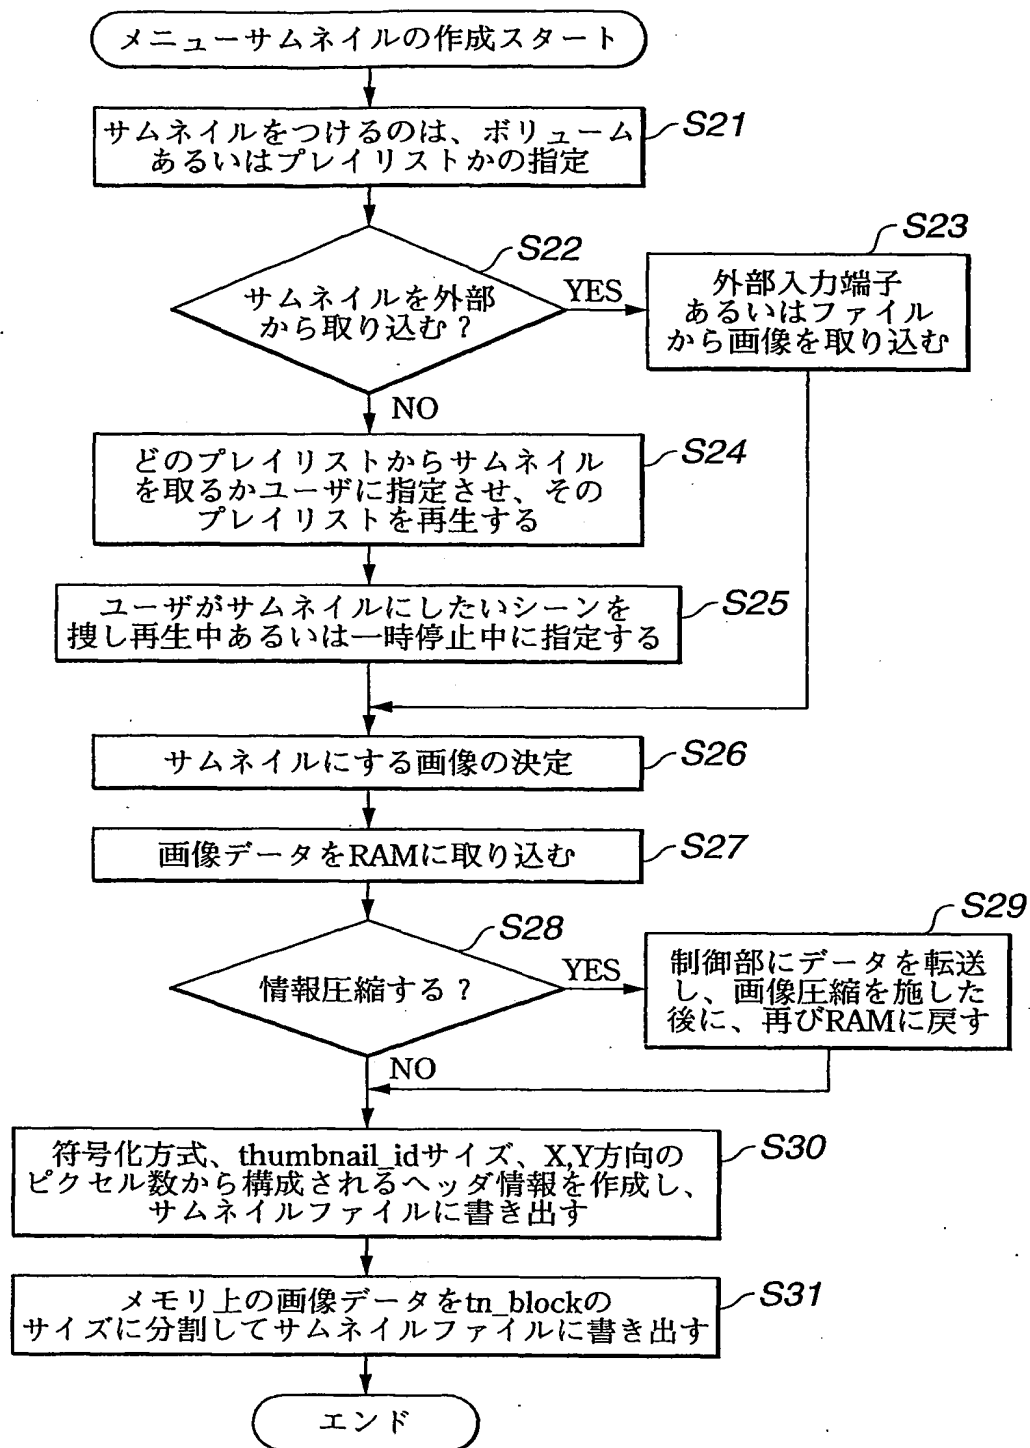 メニューサムネイルの作成スタート
サムネイルをつけるのは、ボリューム
あるいはプレイリストかの指定
S21
サムネイルを外部
から取り込む？
S22
YES
NO
外部入力端子
あるいはファイル
から画像を取り込む
S23
どのプレイリストからサムネイル
を取るかユーザに指定させ、その
プレイリストを再生する
S24
ユーザがサムネイルにしたいシーンを
捜し再生中あるいは一時停止中に指定する
S25
サムネイルにする画像の決定
S26
画像データをRAMに取り込む
S27
情報圧縮する？
S28
YES
NO
制御部にデータを転送
し、画像圧縮を施した
後に、再びRAMに戻す
S29
符号化方式、thumbnail_idサイズ、X,Y方向の
ピクセル数から構成されるヘッダ情報を作成し、
サムネイルファイルに書き出す
S30
メモリ上の画像データをtn_blockの
サイズに分割してサムネイルファイルに書き出す
S31
エンド